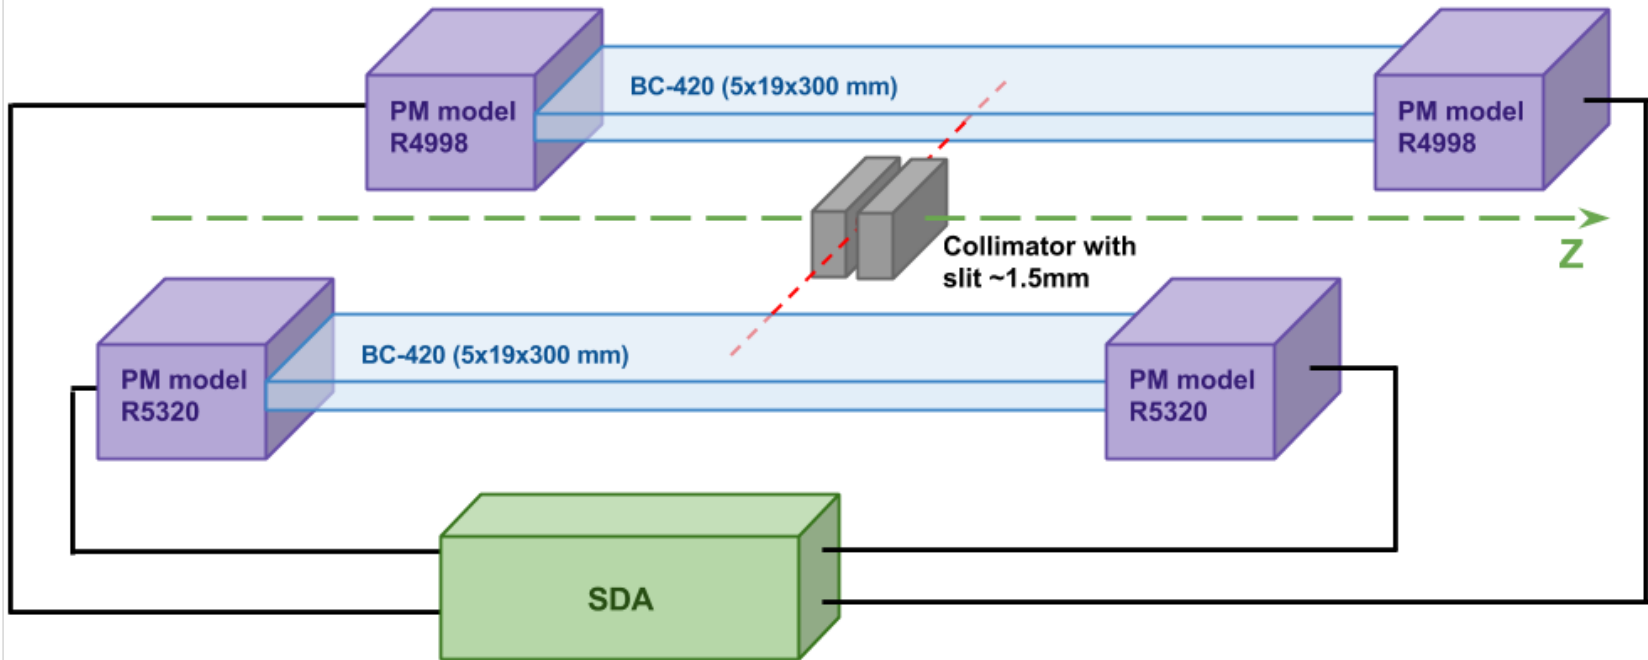 BC-420 (5x19x300 mm)
PM model
R4998
PM model
R4998
Collimator with
slit ~1.5mm
Z
BC-420 (5x19x300 mm)
PM model
R5320
PM model
R5320
SDA